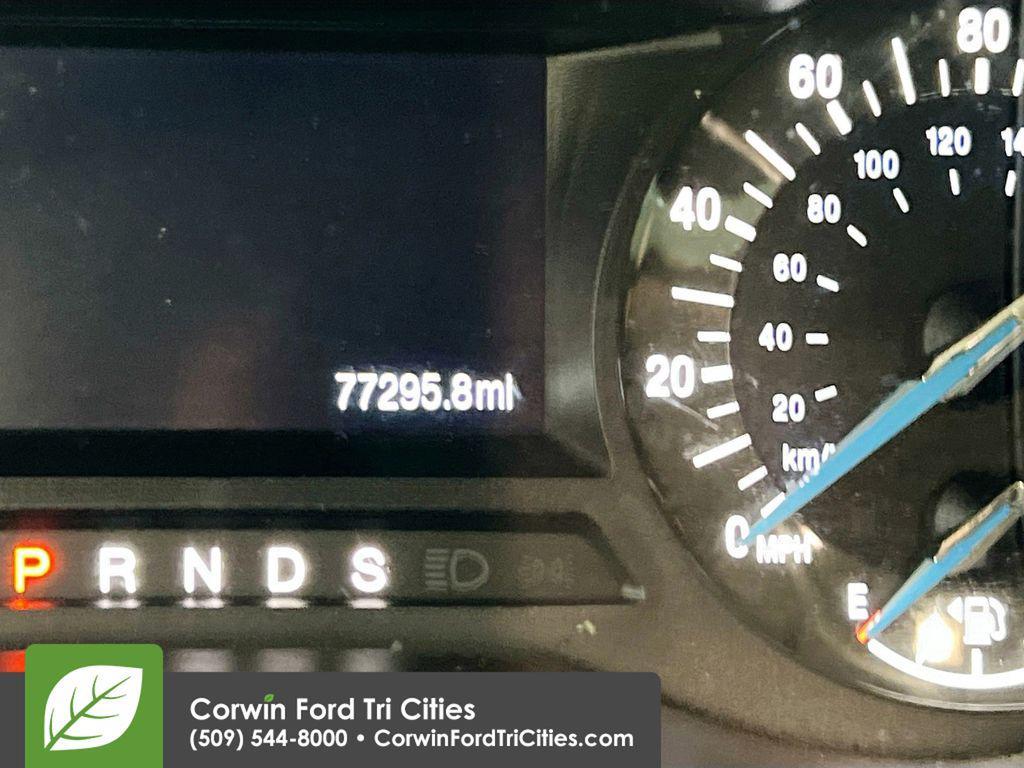 80
60
120
14
100
40
80
60
40
20
77295.8mi
20
km/
0
MPH
P R N D S
E
Corwin Ford Tri Cities
(509) 544-8000 • CorwinFordTriCities.com